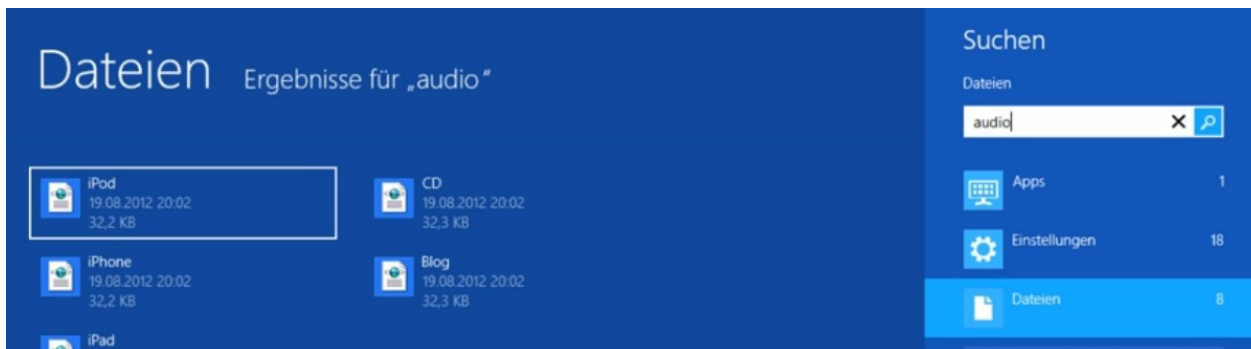 Dateien Ergebnisse für „audio“
iPod
19.08.2012 20:02
32,2 KB
iPhone
19.08.2012 20:02
32,2 KB
iPad
CD
19.08.2012 20:02
32,3 KB
Blog
19.08.2012 20:02
32,3 KB
Suchen
Dateien
audio
Apps 1
Einstellungen 18
Dateien 8